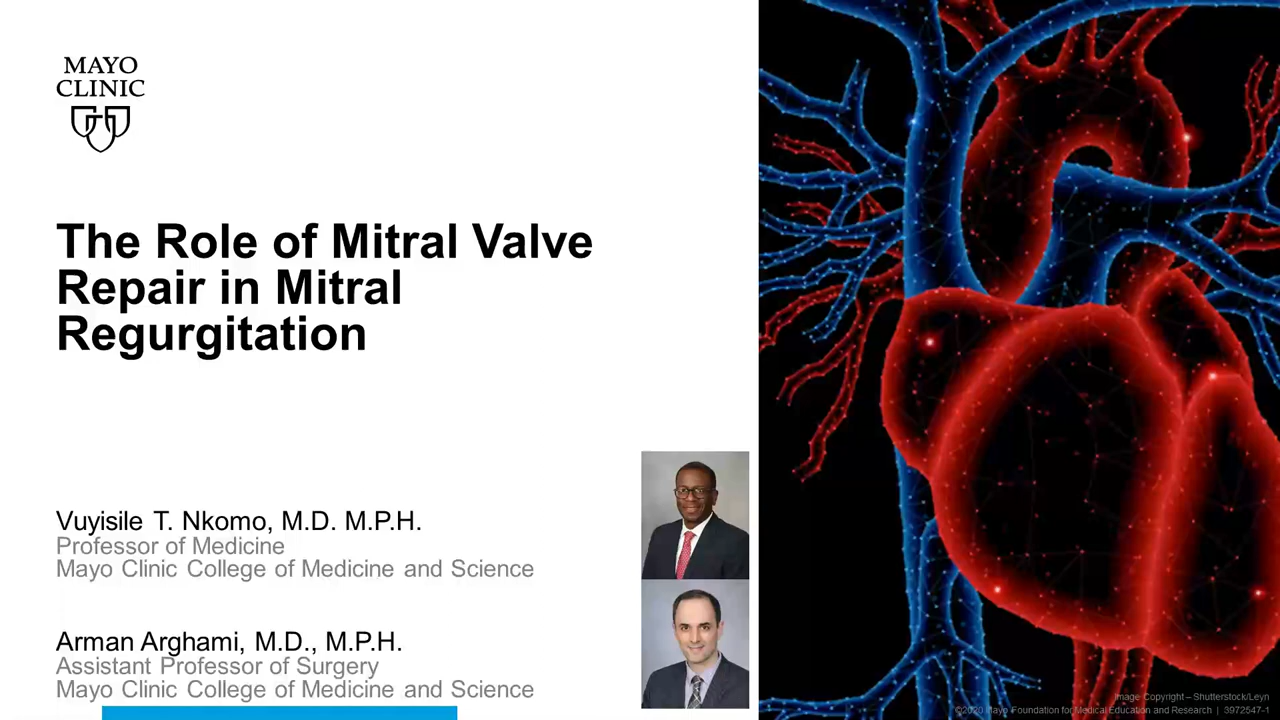 MAYO
CLINIC
The Role of Mitral Valve
Repair in Mitral
Regurgitation
Vuyisile T. Nkomo, M.D. M.P.H.
Professor of Medicine
Mayo Clinic College of Medicine and Science
Arman Arghami, M.D., M.P.H.
Assistant Professor of Surgery
Mayo Clinic College of Medicine and Science
Image Copyright – Shutterstock/Leyn
©2020 Mayo Foundation for Medical Education and Research | 3972547-1